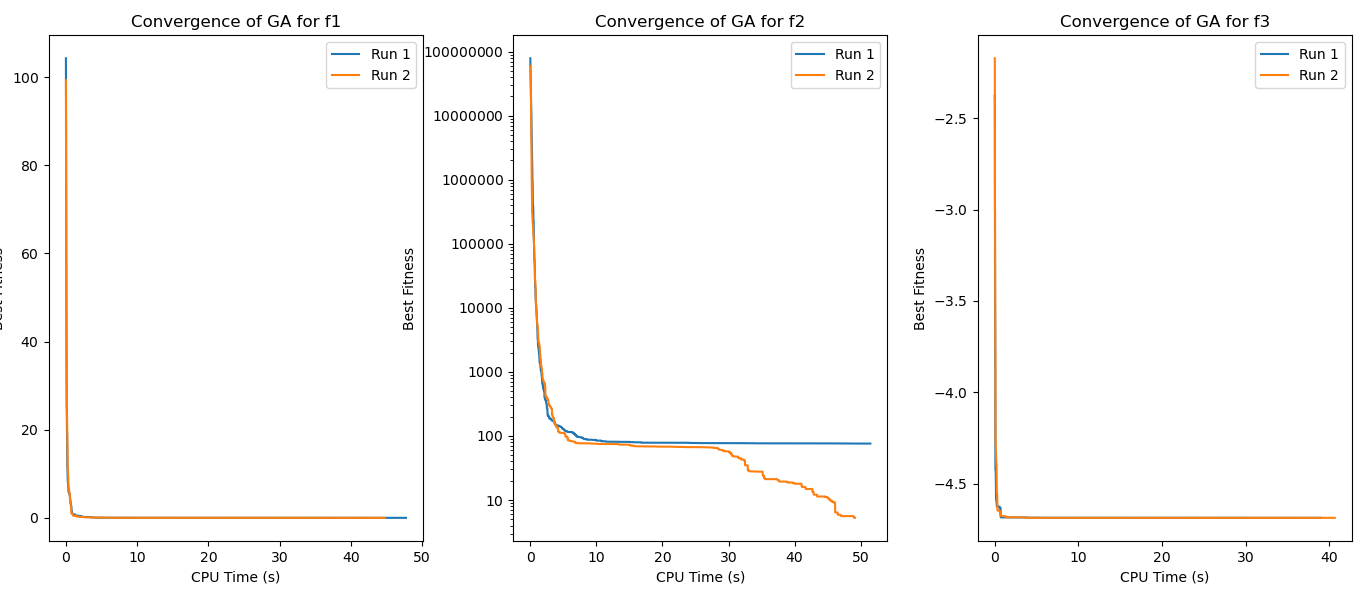 Convergence of GA for f1
Run 1
Run 2
100
80
60
40
20
0
0
10
20
30
40
50
CPU Time (s)
Best Fitness
Convergence of GA for f2
Run 1
Run 2
100000000
10000000
1000000
100000
10000
1000
100
10
0
10
20
30
40
50
CPU Time (s)
Best Fitness
Convergence of GA for f3
Run 1
Run 2
−2.5
−3.0
−3.5
−4.0
−4.5
0
10
20
30
40
CPU Time (s)